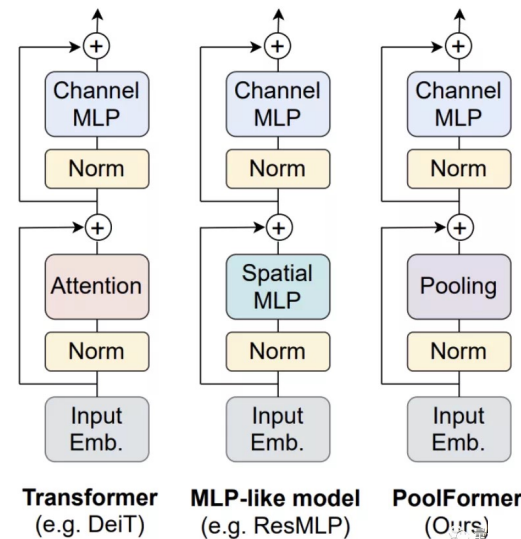 +
Channel
MLP
Norm
+
Attention
Norm
Input
Emb.
Transformer
(e.g. DeiT)
+
Channel
MLP
Norm
+
Spatial
MLP
Norm
Input
Emb.
MLP-like model
(e.g. ResMLP)
+
Channel
MLP
Norm
+
Pooling
Norm
Input
Emb.
PoolFormer
(Ours)